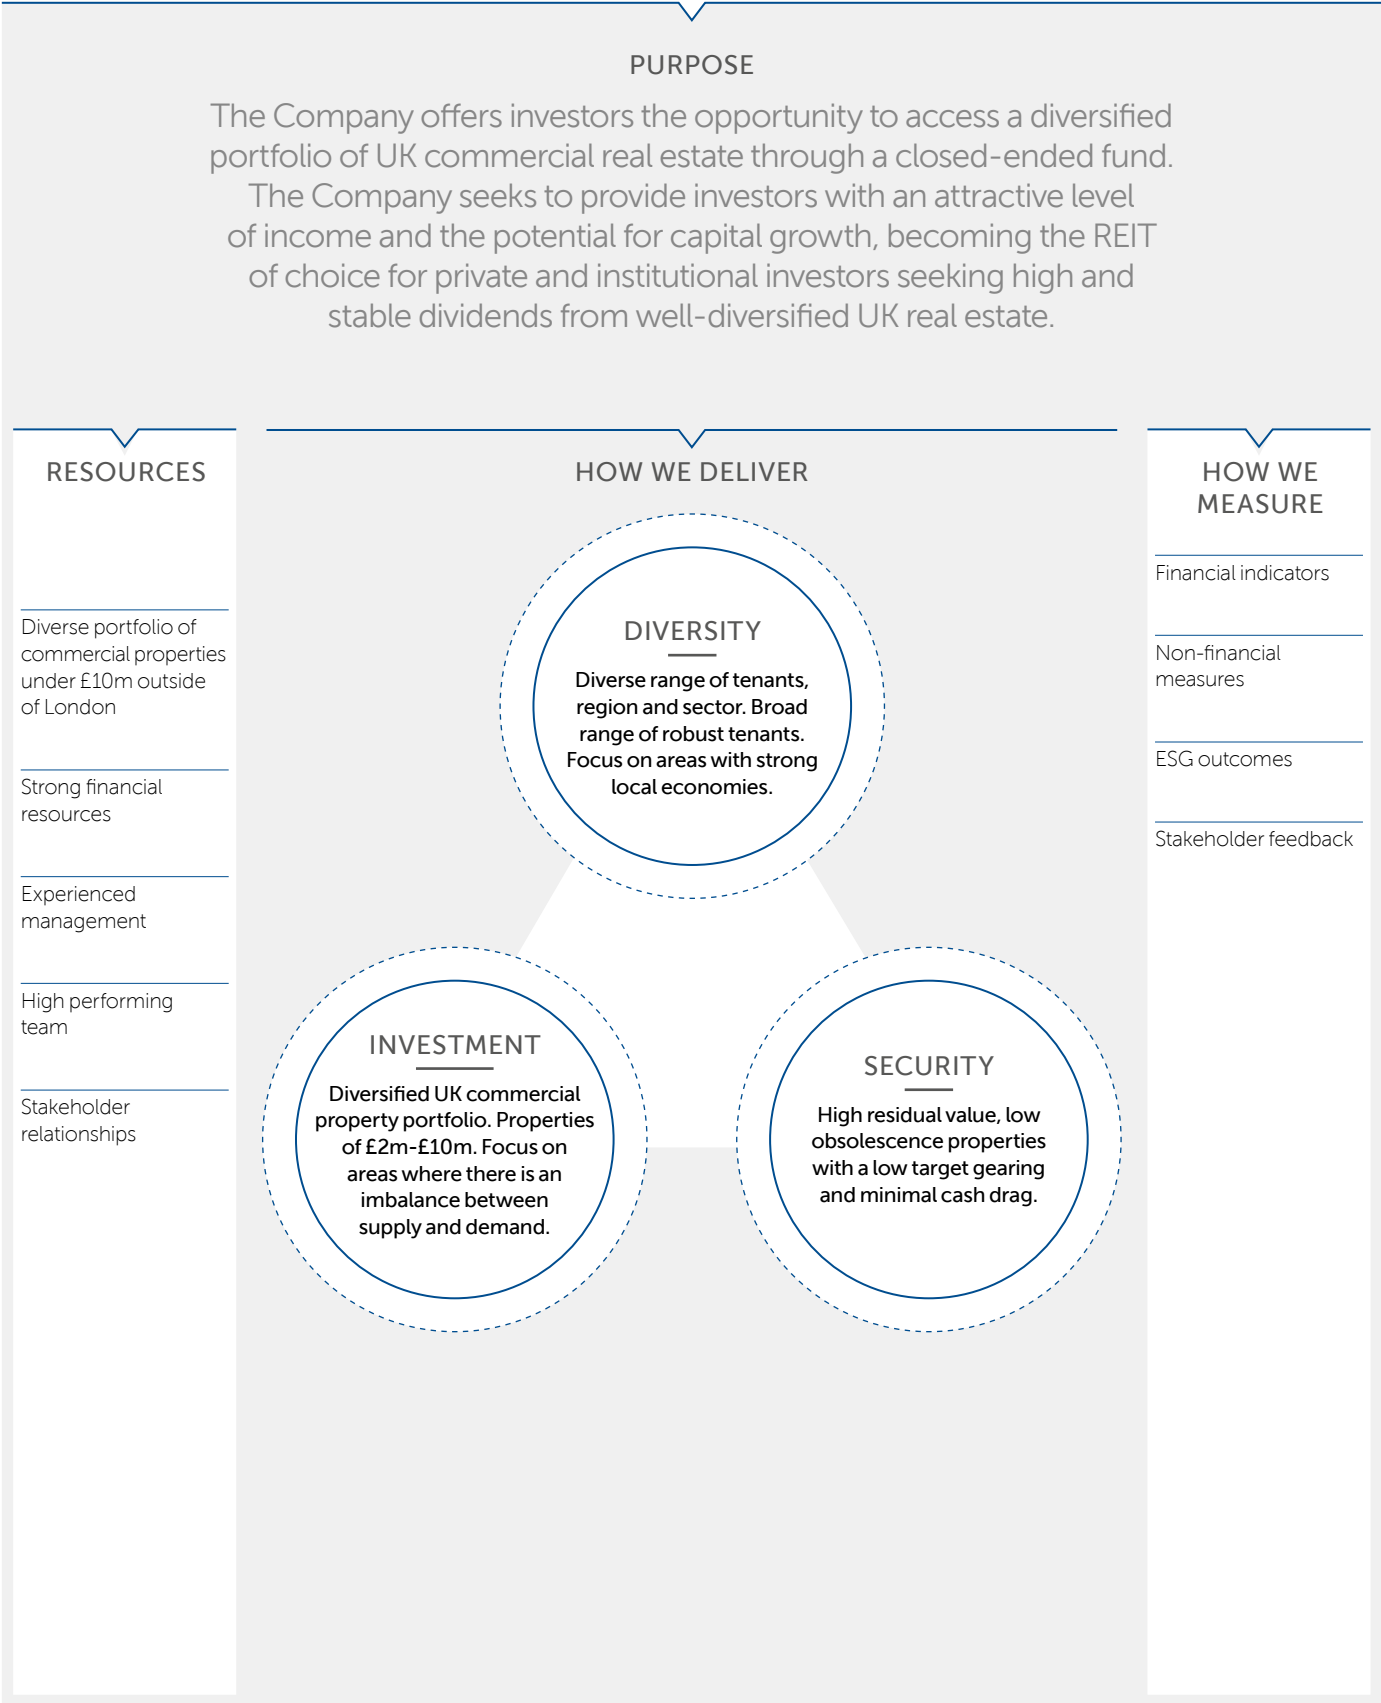 PURPOSE
The Company offers investors the opportunity to access a diversified
portfolio of UK commercial real estate through a closed-ended fund.
The Company seeks to provide investors with an attractive level
of income and the potential for capital growth, becoming the REIT
of choice for private and institutional investors seeking high and
stable dividends from well-diversified UK real estate.
RESOURCES
Diverse portfolio of
commercial properties
under £10m outside
of London
Strong financial
resources
Experienced
management
High performing
team
Stakeholder
relationships
HOW WE DELIVER
DIVERSITY
Diverse range of tenants,
region and sector. Broad
range of robust tenants.
Focus on areas with strong
local economies.
INVESTMENT
Diversified UK commercial
property portfolio. Properties
of £2m-£10m. Focus on
areas where there is an
imbalance between
supply and demand.
SECURITY
High residual value, low
obsolescence properties
with a low target gearing
and minimal cash drag.
HOW WE
MEASURE
Financial indicators
Non-financial
measures
ESG outcomes
Stakeholder feedback